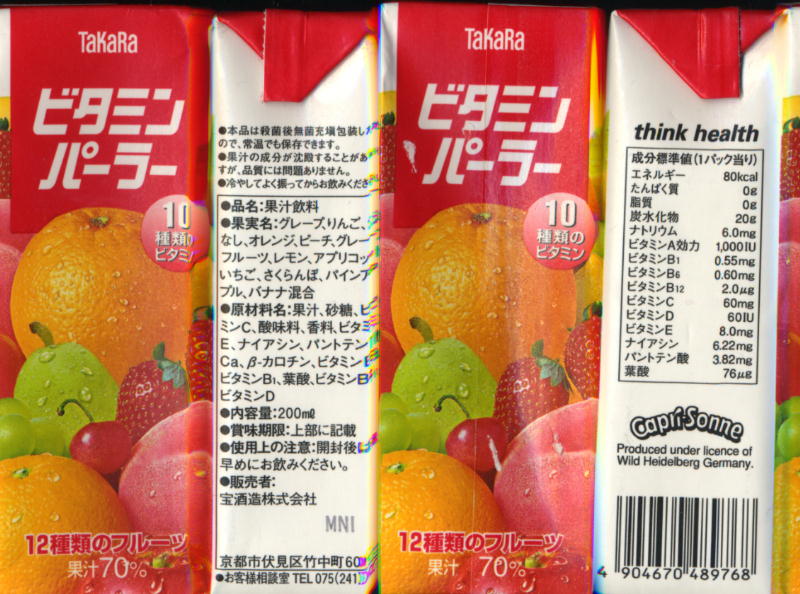 TaKaRa
ビタミン
パーラー
10
種類の
ビタミン
12種類のフルーツ
果汁70%
●本品は殺菌後無菌充塡包装し
ので、常温でも保存できます。
●果汁の成分が沈殿することがあ
すが、品質には問題ありません。
●冷やしてよく振ってからお飲みくださ
●品名:果汁飲料
●果実名:グレープ、りんご、
なし、オレンジ、ピーチ、グレー
フルーツ、レモン、アプリコッ
いちご、さくらんぼ、パインア
プル、バナナ混合
●原材料名:果汁、砂糖、ビ
ミンC、酸味料、香料、ビタミ
E、ナイアシン、パントテン
Ca、β-カロチン、ビタミン
ビタミンB1、葉酸、ビタミンB
ビタミンD
●内容量:200mℓ
●賞味期限:上部に記載
●使用上の注意:開封後は
早めにお飲みください。
●販売者:
宝酒造株式会社
MNI
京都市伏見区竹中町60
●お客様相談室 TEL 075(241)
TaKaRa
ビタミン
パーラー
10
種類の
ビタミン
12種類のフルーツ
果汁 70%
think health
成分標準値(1パック当り)
エネルギー 80kcal
たんぱく質 0g
脂質 0g
炭水化物 20g
ナトリウム 6.0mg
ビタミンA効力 1,000IU
ビタミンB1 0.55mg
ビタミンB6 0.60mg
ビタミンB12 2.0μg
ビタミンC 60mg
ビタミンD 60IU
ビタミンE 8.0mg
ナイアシン 6.22mg
パントテン酸 3.82mg
葉酸 76μg
Capri-Sonne
Produced under licence of
Wild Heidelberg Germany.
4 904670 489768